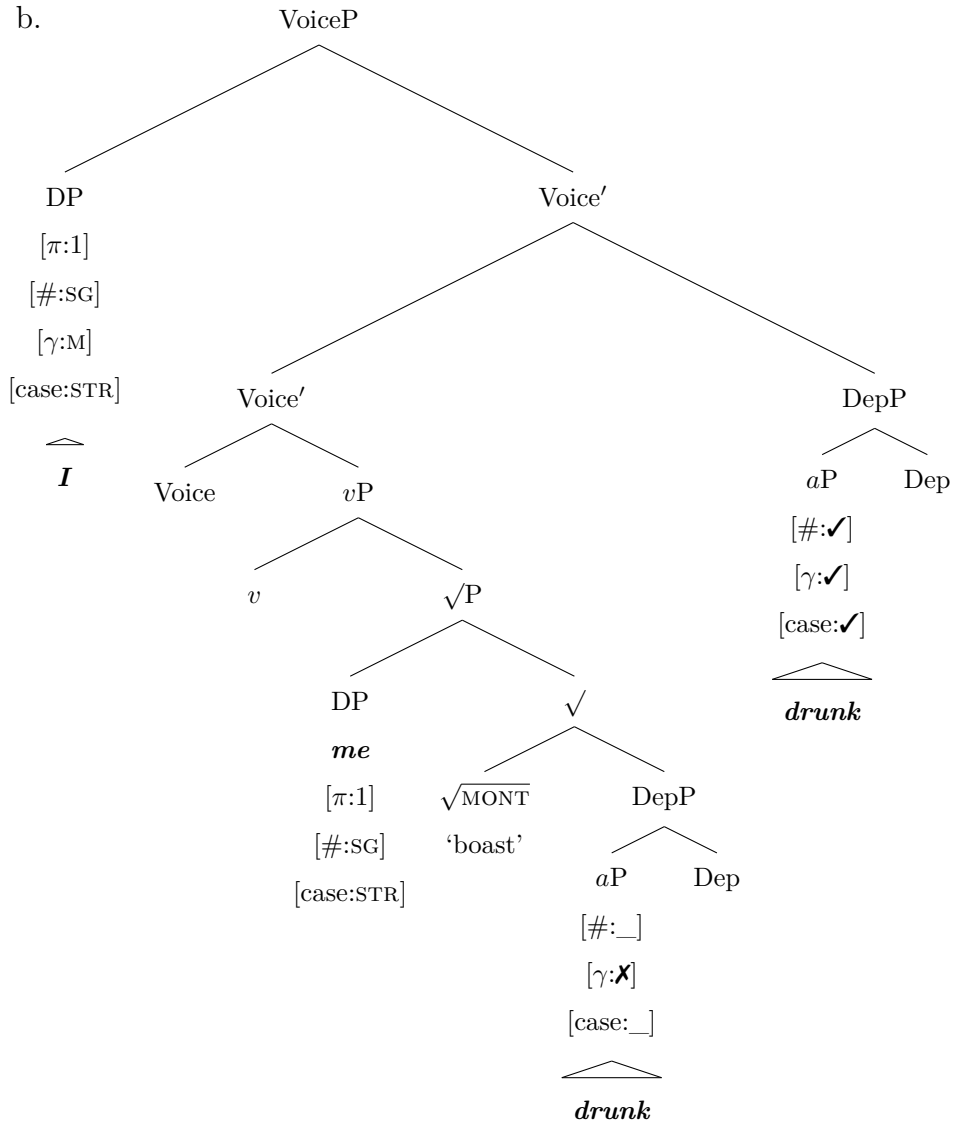 b.
VoiceP
DP Voice′
[π:1]
[#:SG]
[γ:M]
[case:STR]
Voice′ DepP
I
Voice vP aP Dep
[#:✓]
[γ:✓]
v √P [case:✓]
DP √ drunk
me
[π:1] √MONT DepP
[#:SG] ‘boast’
[case:STR] aP Dep
[#:_]
[γ:✗]
[case:_]
drunk